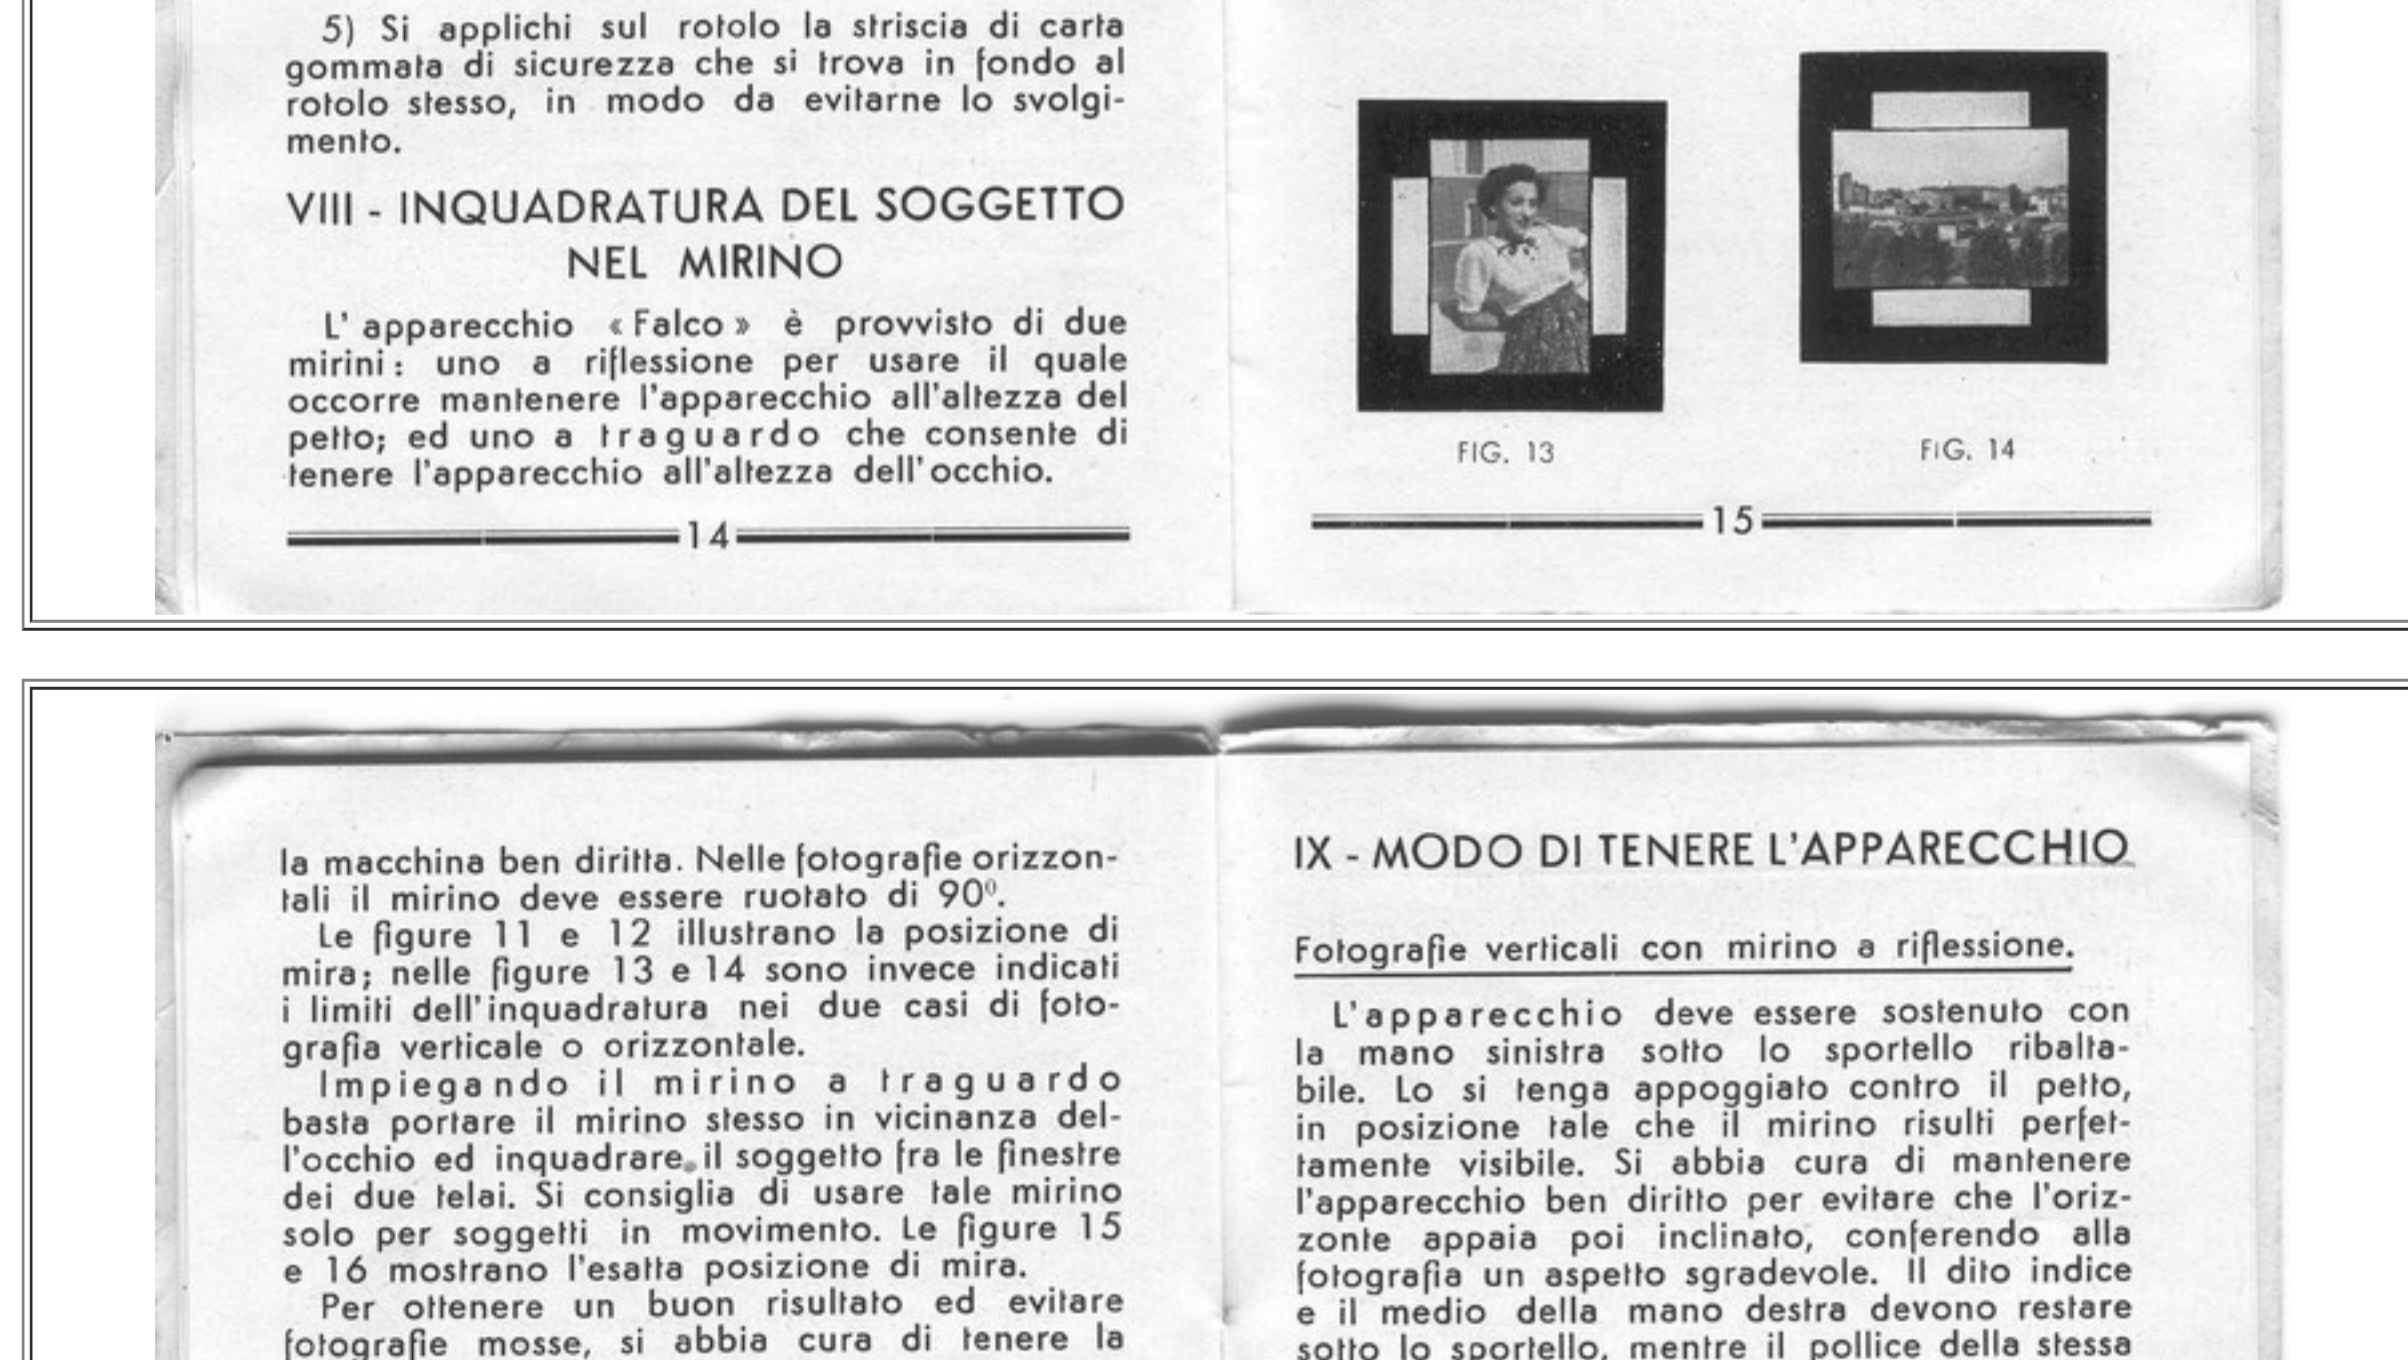 5) Si applichi sul rotolo la striscia di carta
gommata di sicurezza che si trova in fondo al
rotolo stesso, in modo da evitarne lo svolgi-
mento.
VIII - INQUADRATURA DEL SOGGETTO
NEL MIRINO
L' apparecchio «Falco» è provvisto di due
mirini: uno a riflessione per usare il quale
occorre mantenere l'apparecchio all'altezza del
petto; ed uno a traguardo che consente di
tenere l'apparecchio all'altezza dell'occhio.
14
FIG. 13
FIG. 14
15
la macchina ben diritta. Nelle fotografie orizzon-
tali il mirino deve essere ruotato di 90º.
Le figure 11 e 12 illustrano la posizione di
mira; nelle figure 13 e 14 sono invece indicati
i limiti dell'inquadratura nei due casi di foto-
grafia verticale o orizzontale.
Impiegando il mirino a traguardo
basta portare il mirino stesso in vicinanza del-
l'occhio ed inquadrare il soggetto fra le finestre
dei due telai. Si consiglia di usare tale mirino
solo per soggetti in movimento. Le figure 15
e 16 mostrano l'esatta posizione di mira.
Per ottenere un buon risultato ed evitare
fotografie mosse, si abbia cura di tenere la
IX - MODO DI TENERE L'APPARECCHIO
Fotografie verticali con mirino a riflessione.
L'apparecchio deve essere sostenuto con
la mano sinistra sotto lo sportello ribalta-
bile. Lo si tenga appoggiato contro il petto,
in posizione tale che il mirino risulti perfet-
tamente visibile. Si abbia cura di mantenere
l'apparecchio ben diritto per evitare che l'oriz-
zonte appaia poi inclinato, conferendo alla
fotografia un aspetto sgradevole. Il dito indice
e il medio della mano destra devono restare
sotto lo sportello, mentre il pollice della stessa